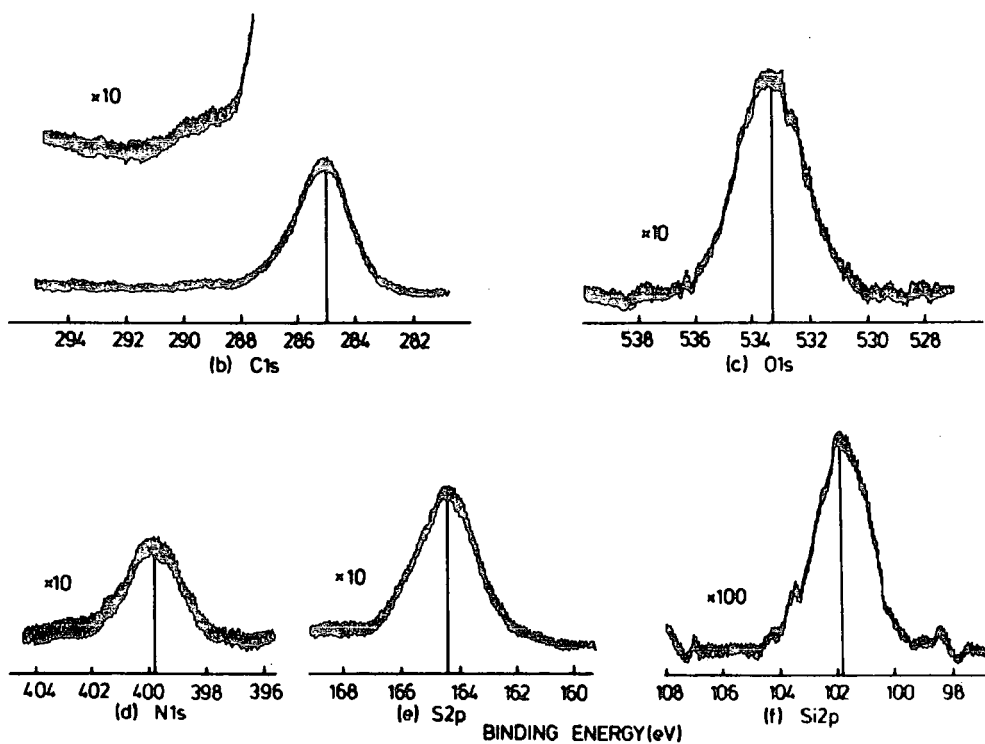 ×10
294 292 290 288 286 284 282
(b) C1s
×10
538 536 534 532 530 528
(c) O1s
×10
404 402 400 398 396
(d) N1s
×10
168 166 164 162 160
(e) S2p
×100
108 106 104 102 100 98
(f) Si2p
BINDING ENERGY(eV)